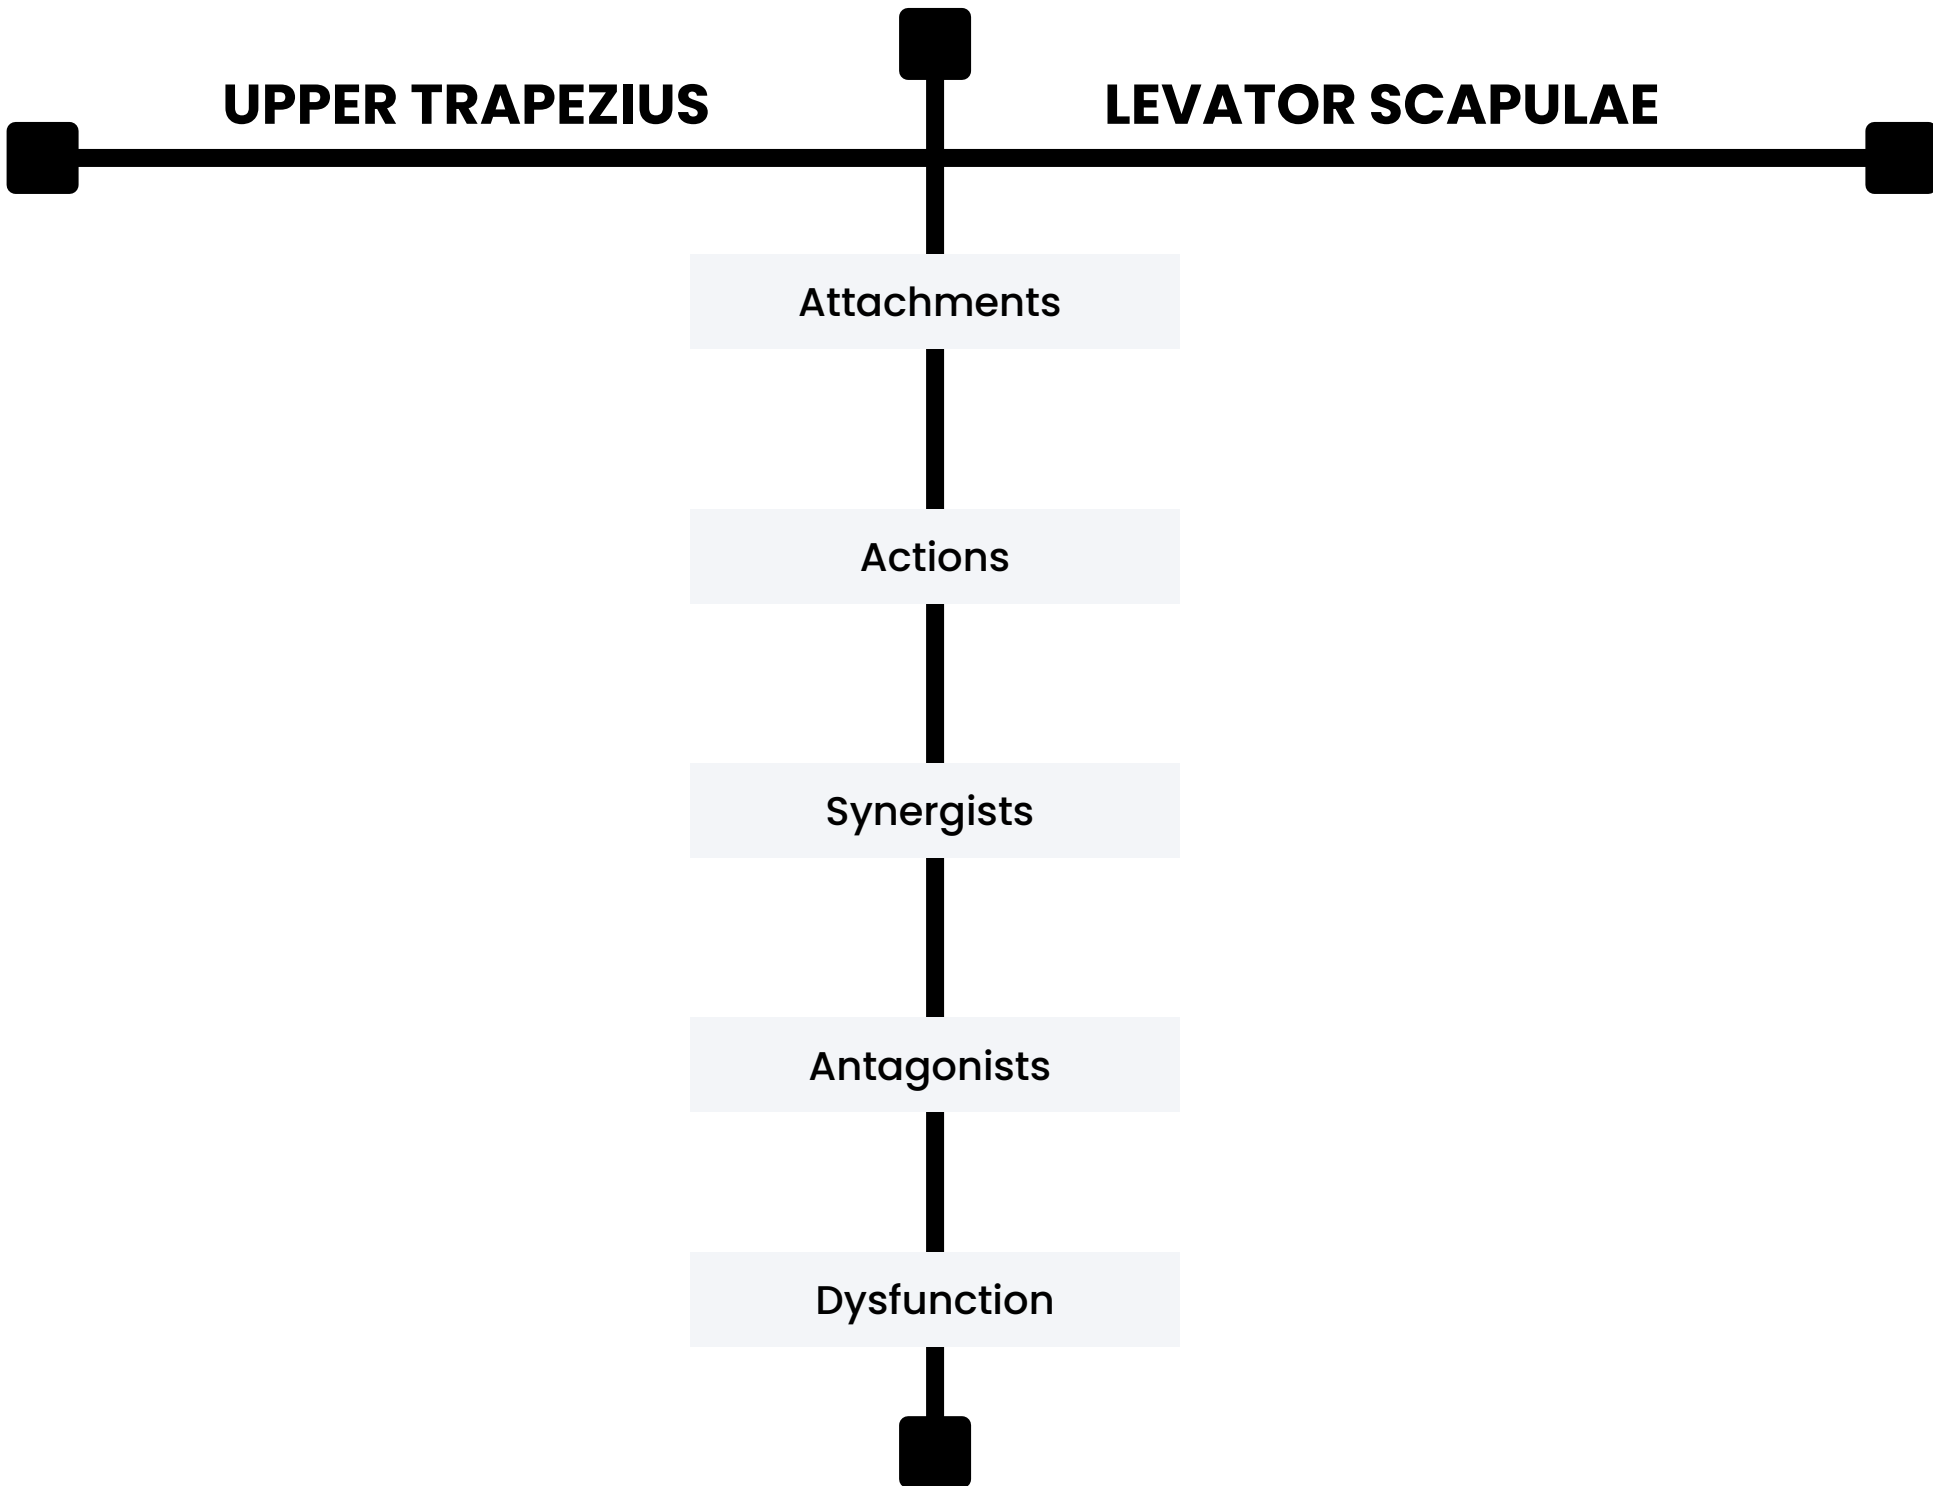 UPPER TRAPEZIUS
LEVATOR SCAPULAE
Attachments
Actions
Synergists
Antagonists
Dysfunction